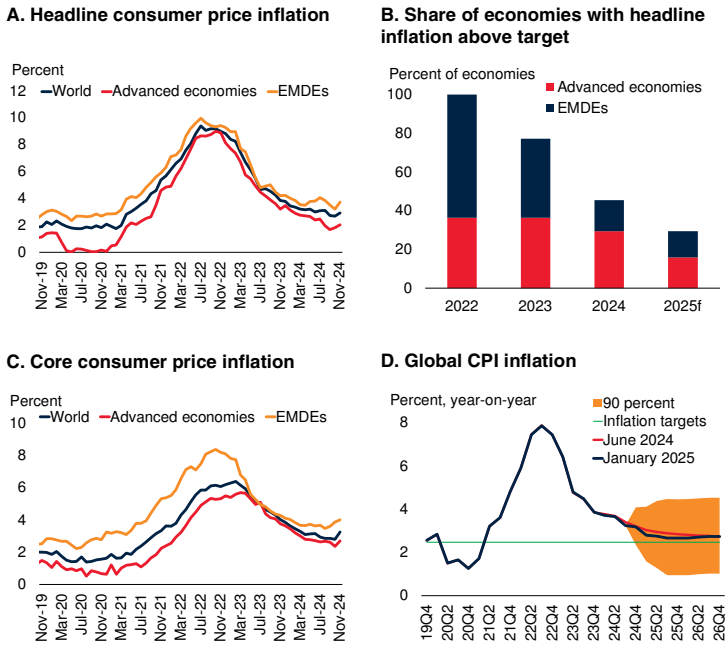 A. Headline consumer price inflation
Percent
World Advanced economies EMDEs
12
10
8
6
4
2
0
Nov-19
Mar-20
Jul-20
Nov-20
Mar-21
Jul-21
Nov-21
Mar-22
Jul-22
Nov-22
Mar-23
Jul-23
Nov-23
Mar-24
Jul-24
Nov-24
B. Share of economies with headline
inflation above target
Percent of economies
Advanced economies
EMDEs
100
80
60
40
20
0
2022 2023 2024 2025f
C. Core consumer price inflation
Percent
World Advanced economies EMDEs
10
8
6
4
2
0
Nov-19
Mar-20
Jul-20
Nov-20
Mar-21
Jul-21
Nov-21
Mar-22
Jul-22
Nov-22
Mar-23
Jul-23
Nov-23
Mar-24
Jul-24
Nov-24
D. Global CPI inflation
Percent, year-on-year
90 percent
Inflation targets
June 2024
January 2025
8
6
4
2
0
19Q4
20Q2
20Q4
21Q2
21Q4
22Q2
22Q4
23Q2
23Q4
24Q2
24Q4
25Q2
25Q4
26Q2
26Q4